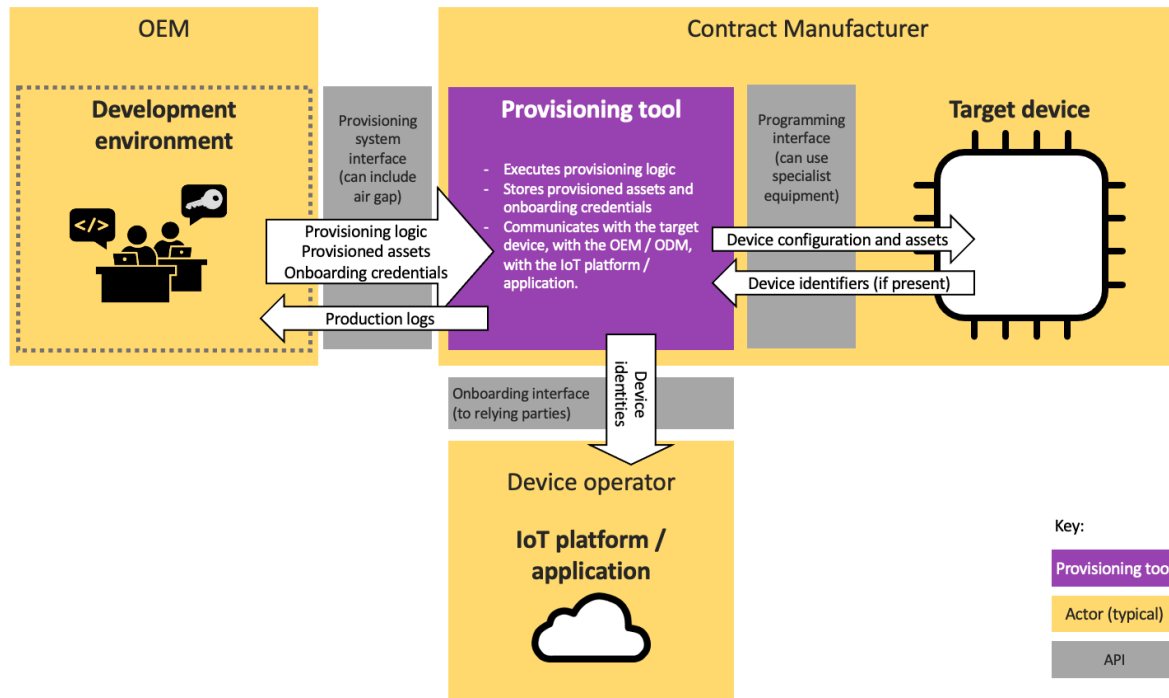 OEM
Contract Manufacturer
Development
environment
</>
Provisioning
system
interface
(can include
air gap)
Provisioning logic
Provisioned assets
Onboarding credentials
Production logs
Provisioning tool
- Executes provisioning logic
- Stores provisioned assets and
onboarding credentials
- Communicates with the target
device, with the OEM / ODM,
with the IoT platform /
application.
Programming
interface
(can use
specialist
equipment)
Target device
Device configuration and assets
Device identifiers (if present)
Onboarding interface
(to relying parties)
Device
identities
Device operator
IoT platform /
application
Key:
Provisioning tool
Actor (typical)
API